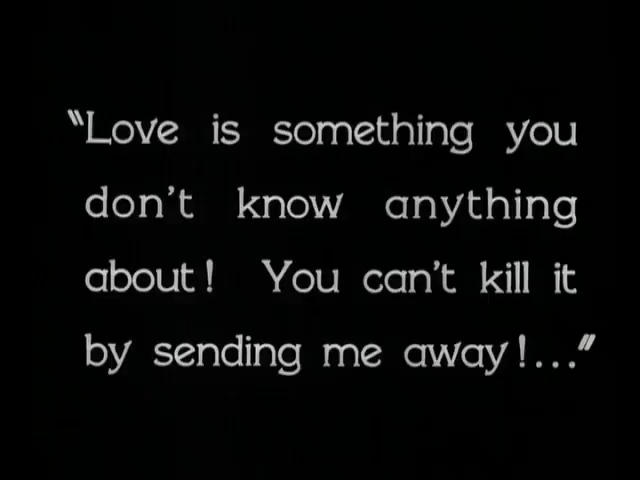 "Love is something you
don't know anything
about! You can't kill it
by sending me away!..."